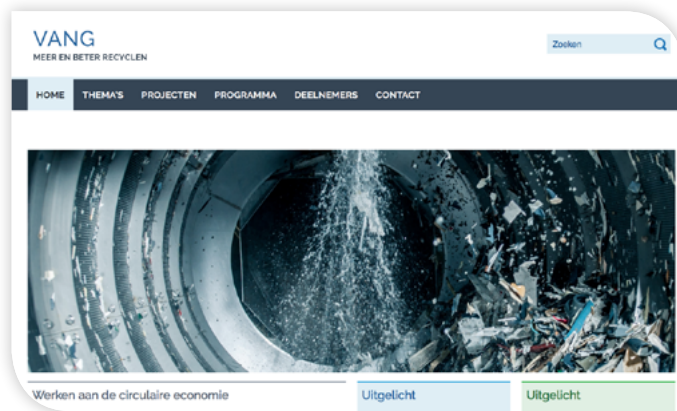 VANG
MEER EN BETER RECYCLEN
Zoeken
HOME THEMA'S PROJECTEN PROGRAMMA DEELNEMERS CONTACT
Werken aan de circulaire economie
Uitgelicht
Uitgelicht